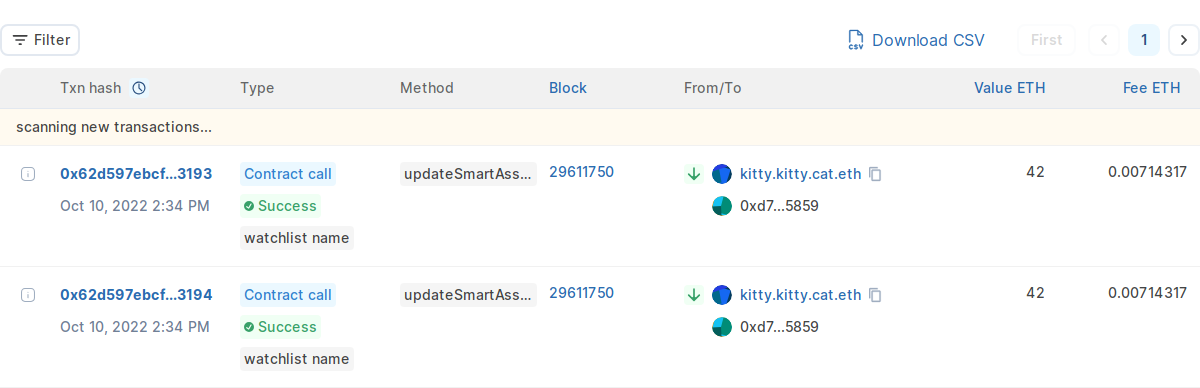 Filter
CSV Download CSV First 1
Txn hash Type Method Block From/To Value ETH Fee ETH
scanning new transactions...
0x62d597ebcf...3193 Contract call updateSmartAss... 29611750 kitty.kitty.cat.eth 42 0.00714317
Oct 10, 2022 2:34 PM Success 0xd7...5859
watchlist name
0x62d597ebcf...3194 Contract call updateSmartAss... 29611750 kitty.kitty.cat.eth 42 0.00714317
Oct 10, 2022 2:34 PM Success 0xd7...5859
watchlist name